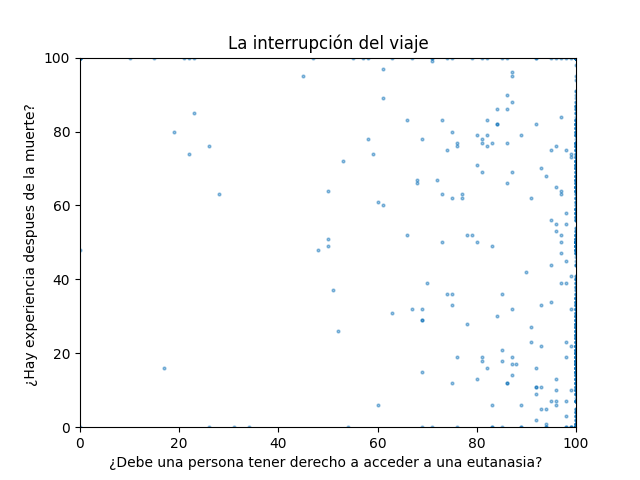 La interrupción del viaje
100
80
60
40
20
0
¿Hay experiencia despues de la muerte?
0 20 40 60 80 100
¿Debe una persona tener derecho a acceder a una eutanasia?